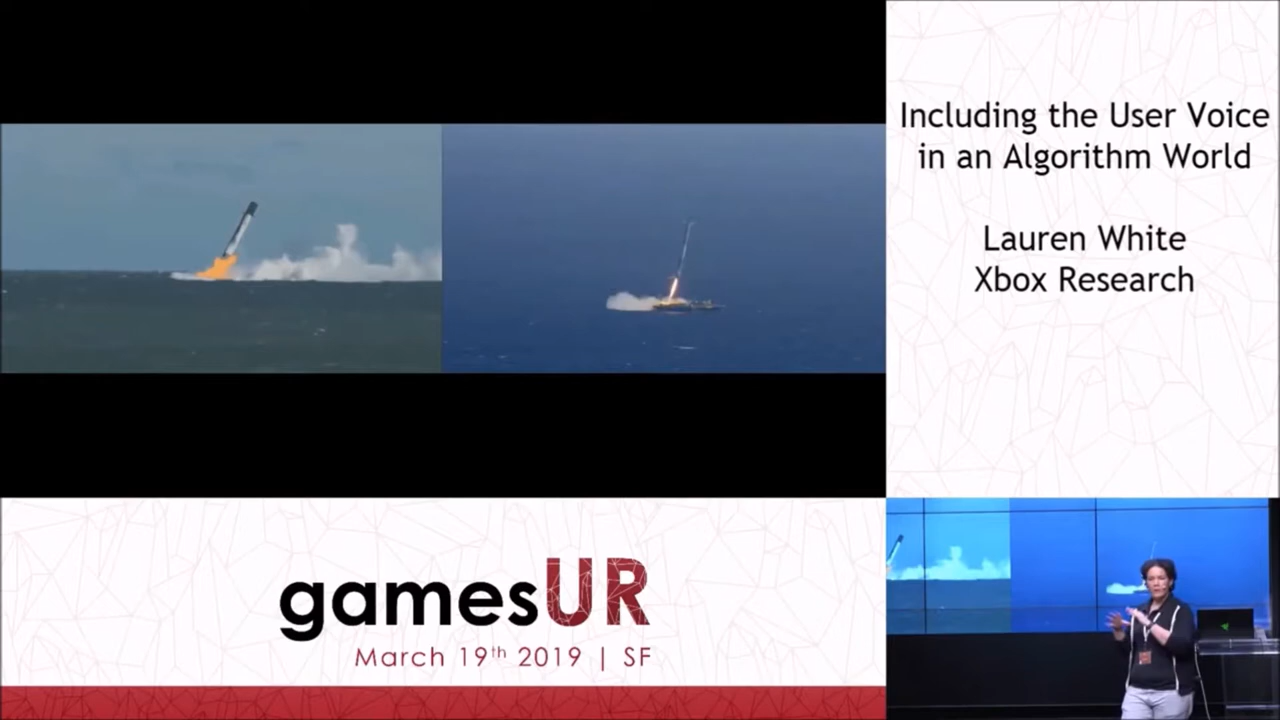 Including the User Voice
in an Algorithm World
Lauren White
Xbox Research
gamesUR
March 19th 2019 | SF